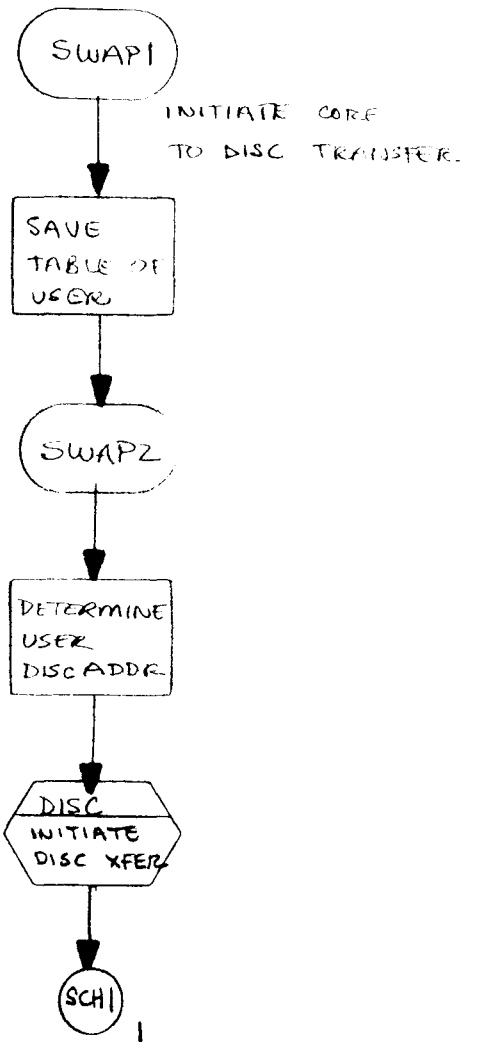 SWAP1
INITIATE CORE
TO DISC TRANSFER.
SAVE
TABLE OF
USER
SWAP2
DETERMINE
USER
DISC ADDR.
DISC
INITIATE
DISC XFER
SCH1
1